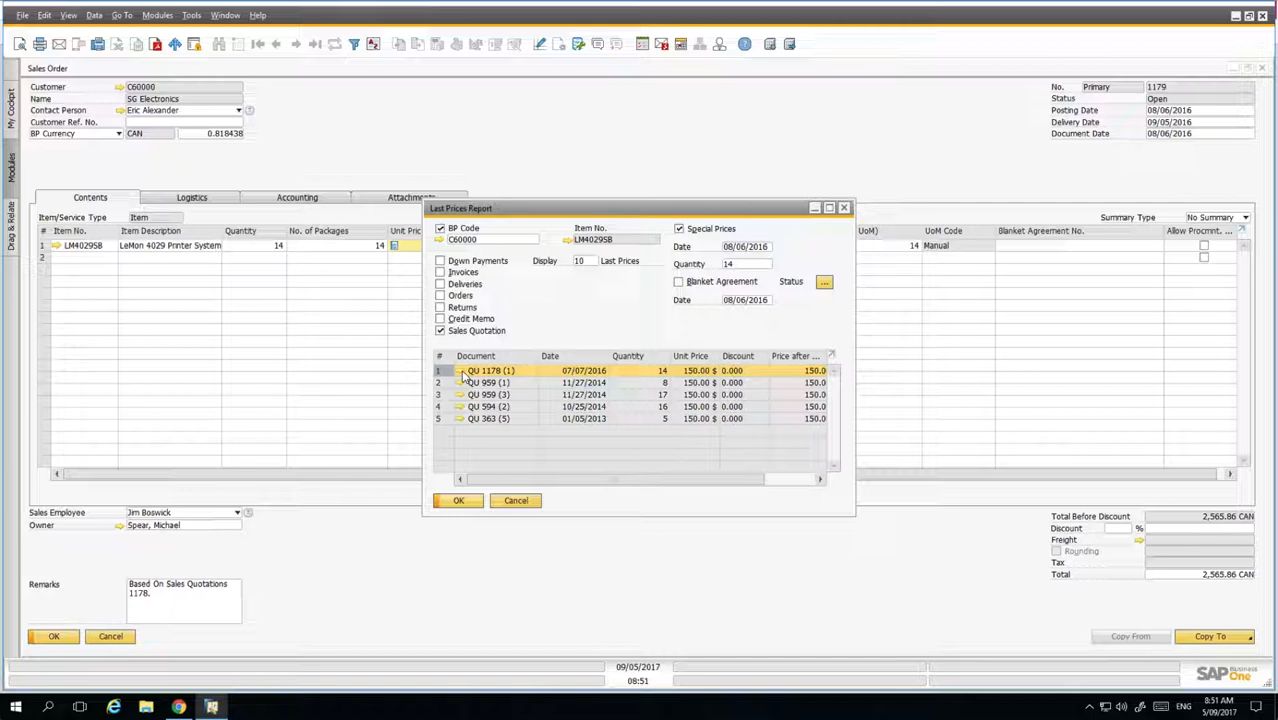 File Edit View Data Go To Modules Tools Window Help
Sales Order
Customer C60000
Name SG Electronics
Contact Person Eric Alexander
Customer Ref. No.
BP Currency CAN 0.818438
No. Primary 1179
Status Open
Posting Date 08/06/2016
Delivery Date 09/05/2016
Document Date 08/06/2016
My Cockpit
Modules
Drag & Relate
Contents Logistics Accounting Attachments
Item/Service Type Item
Summary Type No Summary
# Item No. Item Description Quantity No. of Packages Unit Pric
UoM) UoM Code Blanket Agreement No. Allow Procmnt. ...
1 LM4029SB LeMon 4029 Printer System 14 14
14 Manual
2
Last Prices Report
BP Code Item No. Special Prices
C60000 LM4029SB
Date 08/06/2016
Down Payments Display 10 Last Prices
Quantity 14
Invoices
Deliveries
Blanket Agreement Status ...
Orders
Date 08/06/2016
Returns
Credit Memo
Sales Quotation
# Document Date Quantity Unit Price Discount Price after ...
1 QU 1178 (1) 07/07/2016 14 150.00 $ 0.000 150.0
2 QU 959 (1) 11/27/2014 8 150.00 $ 0.000 150.0
3 QU 959 (3) 11/27/2014 17 150.00 $ 0.000 150.0
4 QU 594 (2) 10/25/2014 16 150.00 $ 0.000 150.0
5 QU 363 (5) 01/05/2013 5 150.00 $ 0.000 150.0
OK Cancel
Sales Employee Jim Boswick
Owner Spear, Michael
Total Before Discount 2,565.86 CAN
Discount %
Freight
Rounding
Tax
Total 2,565.86 CAN
Remarks Based On Sales Quotations
1178.
OK Cancel
Copy From Copy To
09/05/2017
08:51
SAP Business One
ENG
8:51 AM
5/09/2017